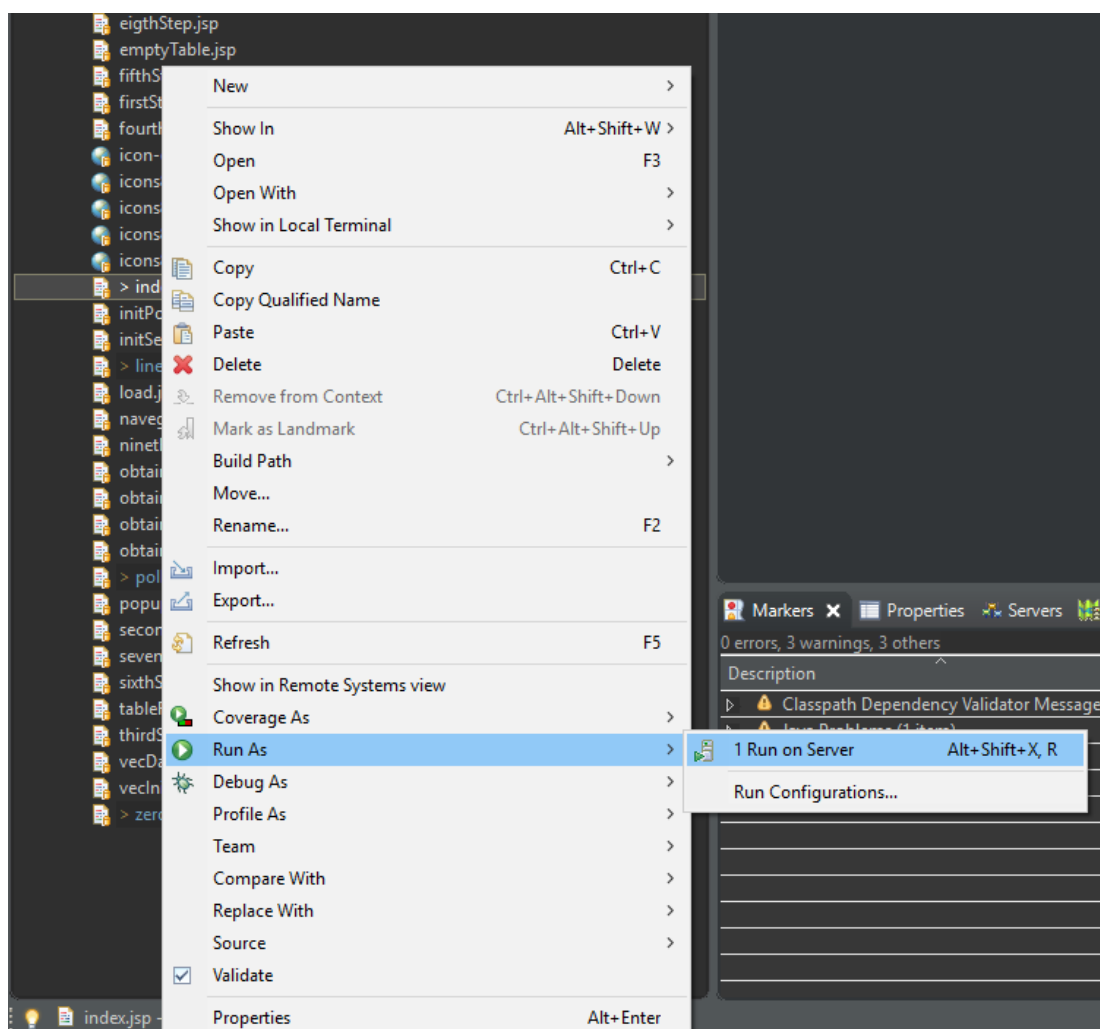 eigthStep.jsp
emptyTable.jsp
New
Show In Alt+Shift+W
Open F3
Open With
Show in Local Terminal
Copy Ctrl+C
Copy Qualified Name
Paste Ctrl+V
Delete Delete
Remove from Context Ctrl+Alt+Shift+Down
Mark as Landmark Ctrl+Alt+Shift+Up
Build Path
Move...
Rename... F2
Import...
Export...
Refresh F5
Show in Remote Systems view
Coverage As
Run As
Debug As
Profile As
Team
Compare With
Replace With
Source
Validate
Properties Alt+Enter
1 Run on Server Alt+Shift+X, R
Run Configurations...
Markers Properties Servers
0 errors, 3 warnings, 3 others
Description
Classpath Dependency Validator Message
index.jsp -